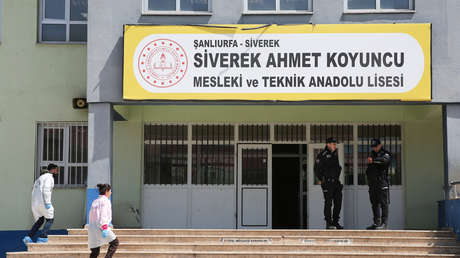 ŞANLIURFA - SİVEREK
SİVEREK AHMET KOYUNCU
MESLEKİ ve TEKNİK ANADOLU LİSESİ